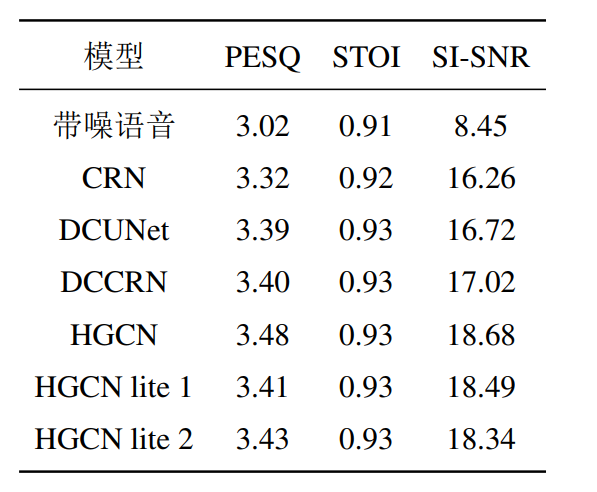 模型 PESQ STOI SI-SNR
带噪语音 3.02 0.91 8.45
CRN 3.32 0.92 16.26
DCUNet 3.39 0.93 16.72
DCCRN 3.40 0.93 17.02
HGCN 3.48 0.93 18.68
HGCN lite 1 3.41 0.93 18.49
HGCN lite 2 3.43 0.93 18.34